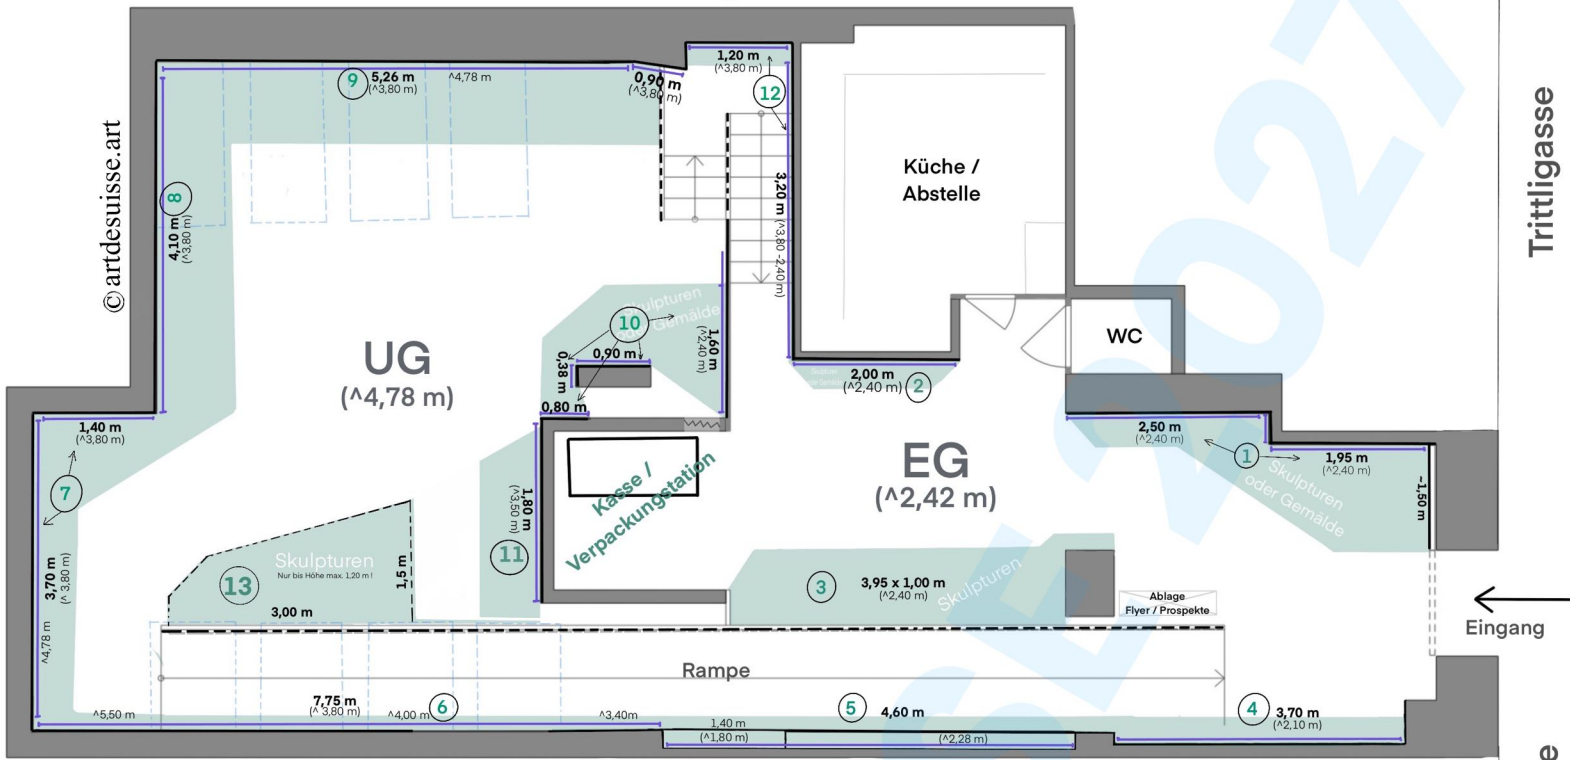 © artdesuisse.art
9
5,26 m
(^3,80 m)
^4,78 m
0,90 m
(^3,80 m)
1,20 m
(^3,80 m)
12
3,20 m (^3,80 -2,40 m)
Küche /
Abstelle
Trittligasse
8
4,10 m
(^3,80 m)
UG
(^4,78 m)
Skulpturen
oder Gemälde
10
0,90 m
0,38 m
0,80 m
1,60 m
(^2,40 m)
WC
2,00 m
(^2,40 m)
2
1,40 m
(^3,80 m)
7
3,70 m
(^ 3,80 m)
^4,78 m
EG
(^2,42 m)
2,50 m
(^2,40 m)
1
1,95 m
(^2,40 m)
Skulpturen
oder Gemälde
~1,50 m
Kasse /
Verpackungstation
1,80 m
(^3,50 m)
11
Skulpturen
Nur bis Höhe max. 1,20 m !
13
1,5 m
3,00 m
3
3,95 x 1,00 m
(^2,40 m)
Skulpturen
Ablage
Flyer / Prospekte
Eingang
Rampe
^5,50 m
7,75 m
(^ 3,80 m)
^4,00 m
6
^3,40m
1,40 m
(^1,80 m)
5
4,60 m
(^2,28 m)
4
3,70 m
(^2,10 m)
e
SE 2027